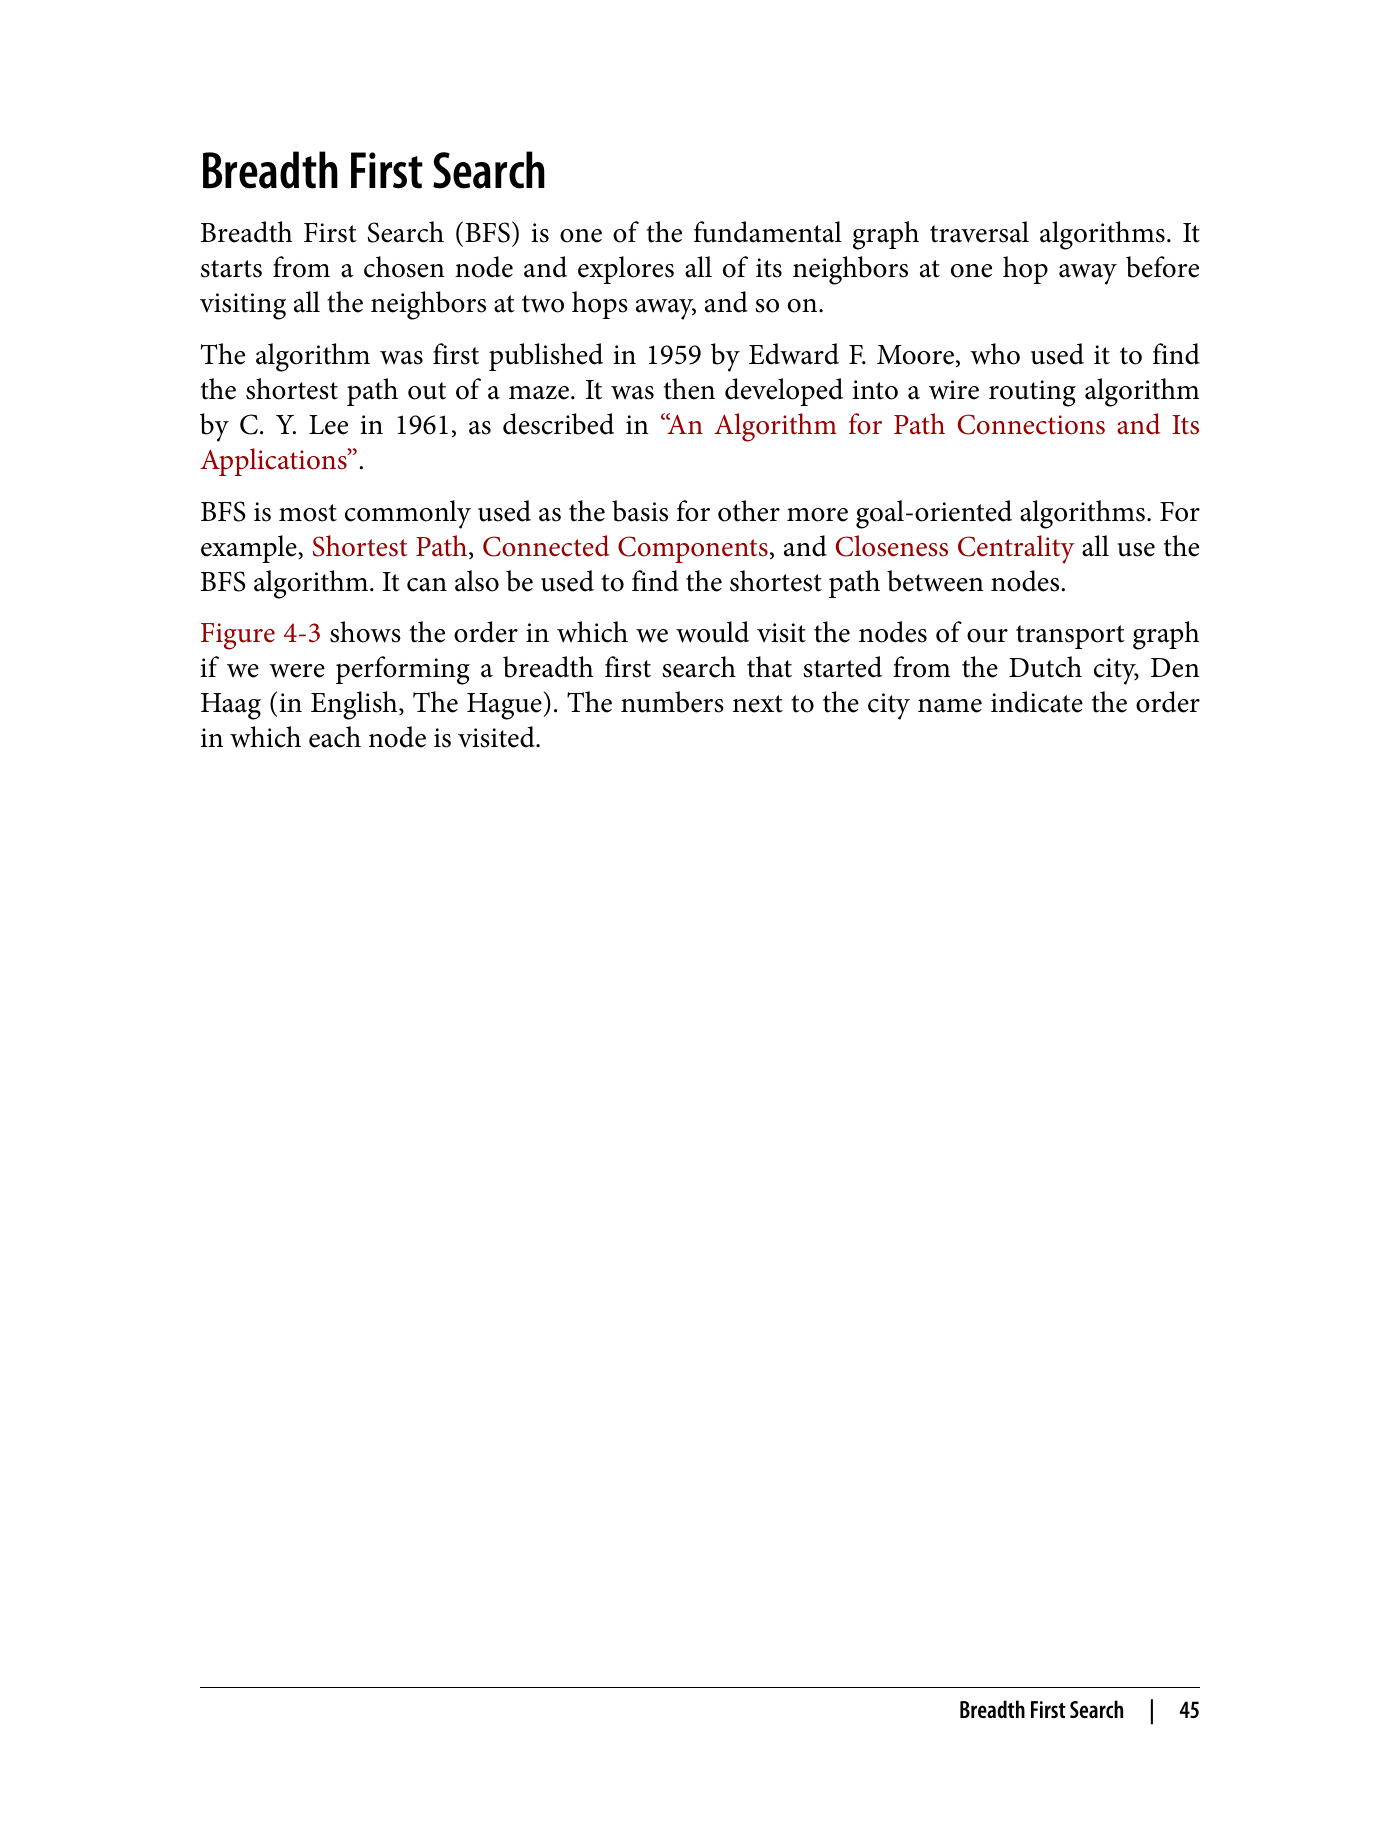 Breadth First Search
Breadth First Search (BFS) is one of the fundamental graph traversal algorithms. It
starts from a chosen node and explores all of its neighbors at one hop away before
visiting all the neighbors at two hops away, and so on.
The algorithm was first published in 1959 by Edward F. Moore, who used it to find
the shortest path out of a maze. It was then developed into a wire routing algorithm
by C. Y. Lee in 1961, as described in “An Algorithm for Path Connections and Its
Applications”.
BFS is most commonly used as the basis for other more goal-oriented algorithms. For
example, Shortest Path, Connected Components, and Closeness Centrality all use the
BFS algorithm. It can also be used to find the shortest path between nodes.
Figure 4-3 shows the order in which we would visit the nodes of our transport graph
if we were performing a breadth first search that started from the Dutch city, Den
Haag (in English, The Hague). The numbers next to the city name indicate the order
in which each node is visited.
Breadth First Search | 45